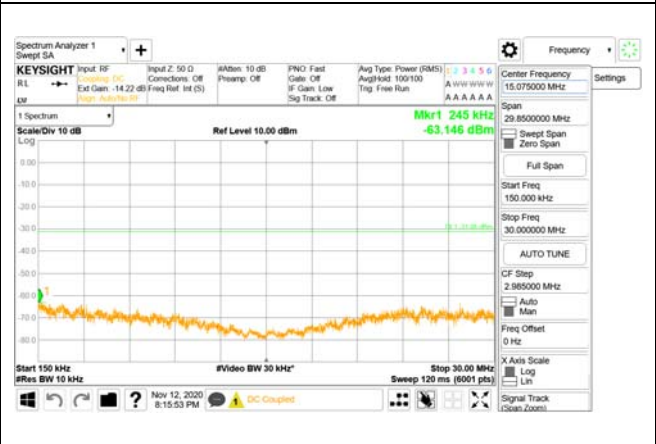 Spectrum Analyzer 1
Swept SA
Frequency
KEYSIGHT
RL
Input: RF
Coupling: DC
Ext Gain: -14.22 dB
Align: Auto/No RF
Input Z: 50 Ω
Corrections: Off
Freq Ref: Int (S)
#Atten: 10 dB
Preamp: Off
PNO: Fast
Gate: Off
IF Gain: Low
Sig Track: Off
Avg Type: Power (RMS)
Avg|Hold: 100/100
Trig: Free Run
1 2 3 4 5 6
A W W W W W
A A A A A A
1 Spectrum
Scale/Div 10 dB
Log
Ref Level 10.00 dBm
Mkr1 245 kHz
-63.146 dBm
0.00
-10.0
-20.0
-30.0
-40.0
-50.0
-60.0
-70.0
-80.0
1
Start 150 kHz
#Res BW 10 kHz
#Video BW 30 kHz*
Stop 30.00 MHz
Sweep 120 ms (6001 pts)
Nov 12, 2020
8:15:53 PM
1
DC Coupled
Center Frequency
15.075000 MHz
Settings
Span
29.8500000 MHz
Swept Span
Zero Span
Full Span
Start Freq
150.000 kHz
Stop Freq
30.000000 MHz
AUTO TUNE
CF Step
2.985000 MHz
Auto
Man
Freq Offset
0 Hz
X Axis Scale
Log
Lin
Signal Track
(Span Zoom)